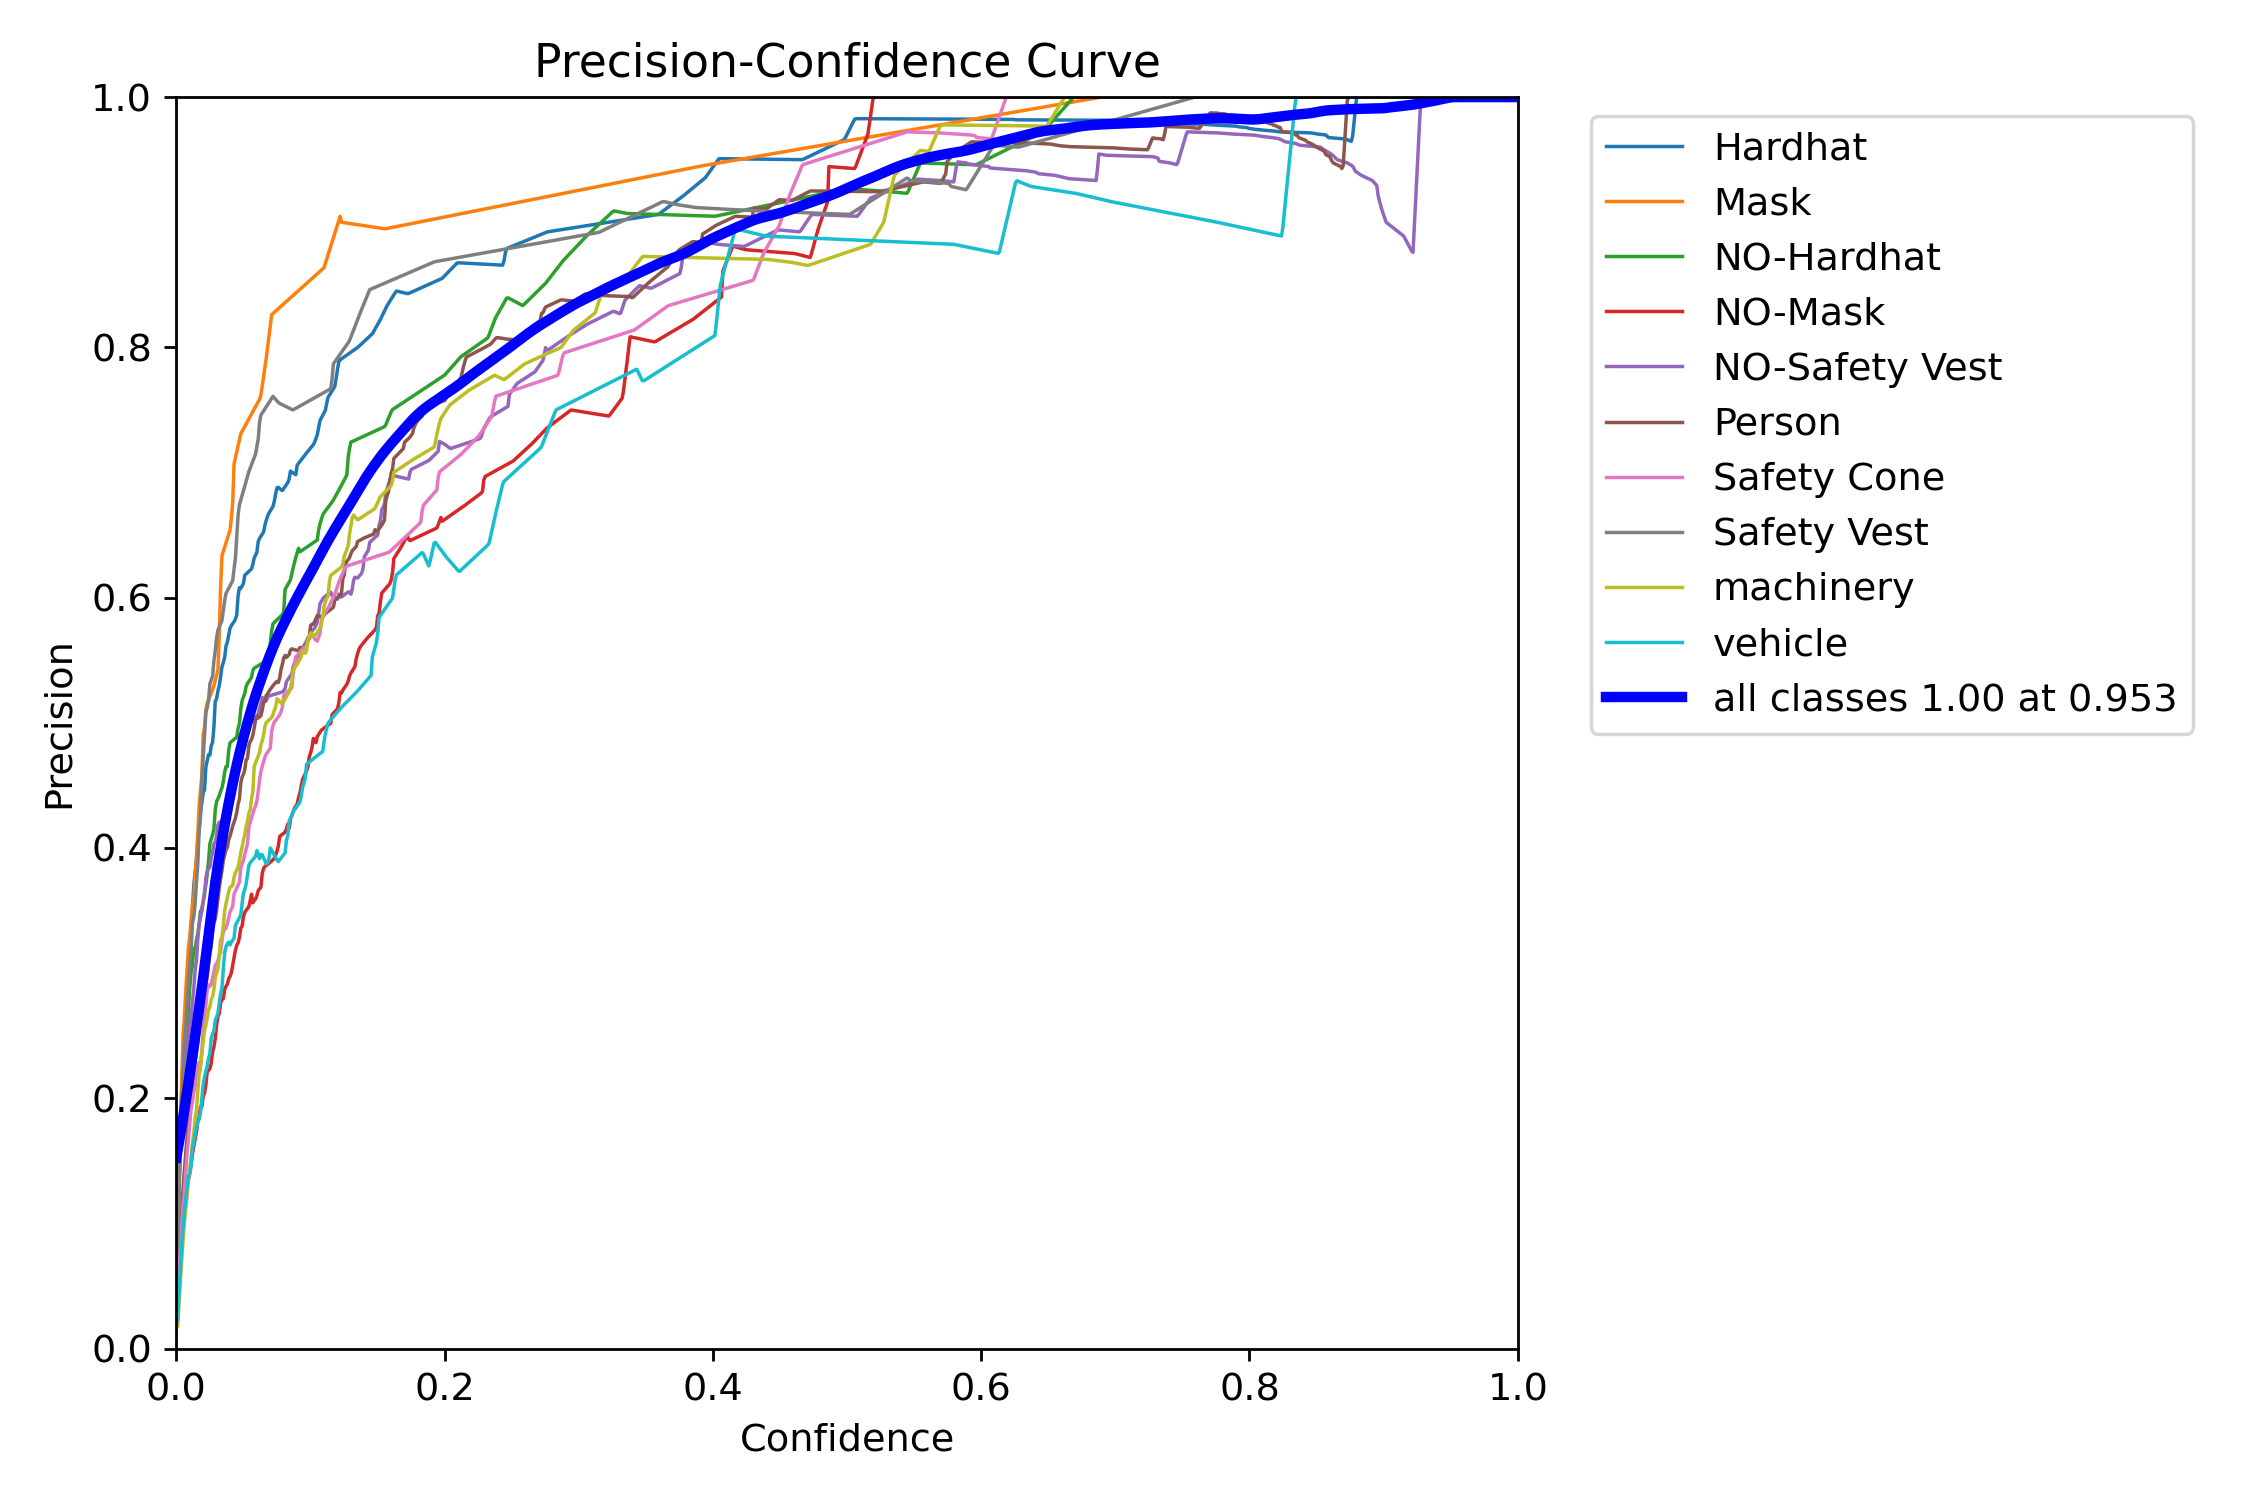 Precision-Confidence Curve
1.0
0.8
0.6
0.4
0.2
0.0
Precision
0.0 0.2 0.4 0.6 0.8 1.0
Confidence
Hardhat
Mask
NO-Hardhat
NO-Mask
NO-Safety Vest
Person
Safety Cone
Safety Vest
machinery
vehicle
all classes 1.00 at 0.953